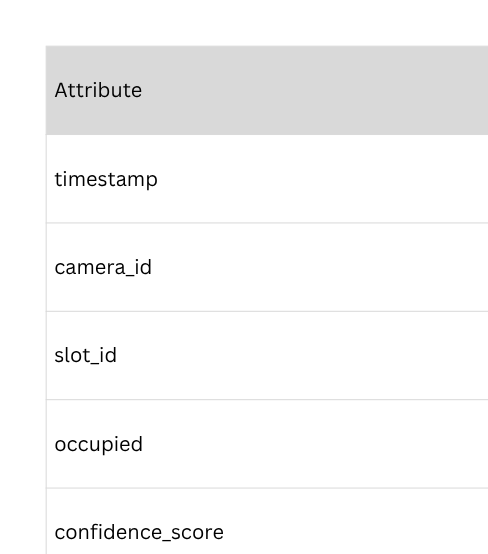 Attribute
timestamp
camera_id
slot_id
occupied
confidence_score